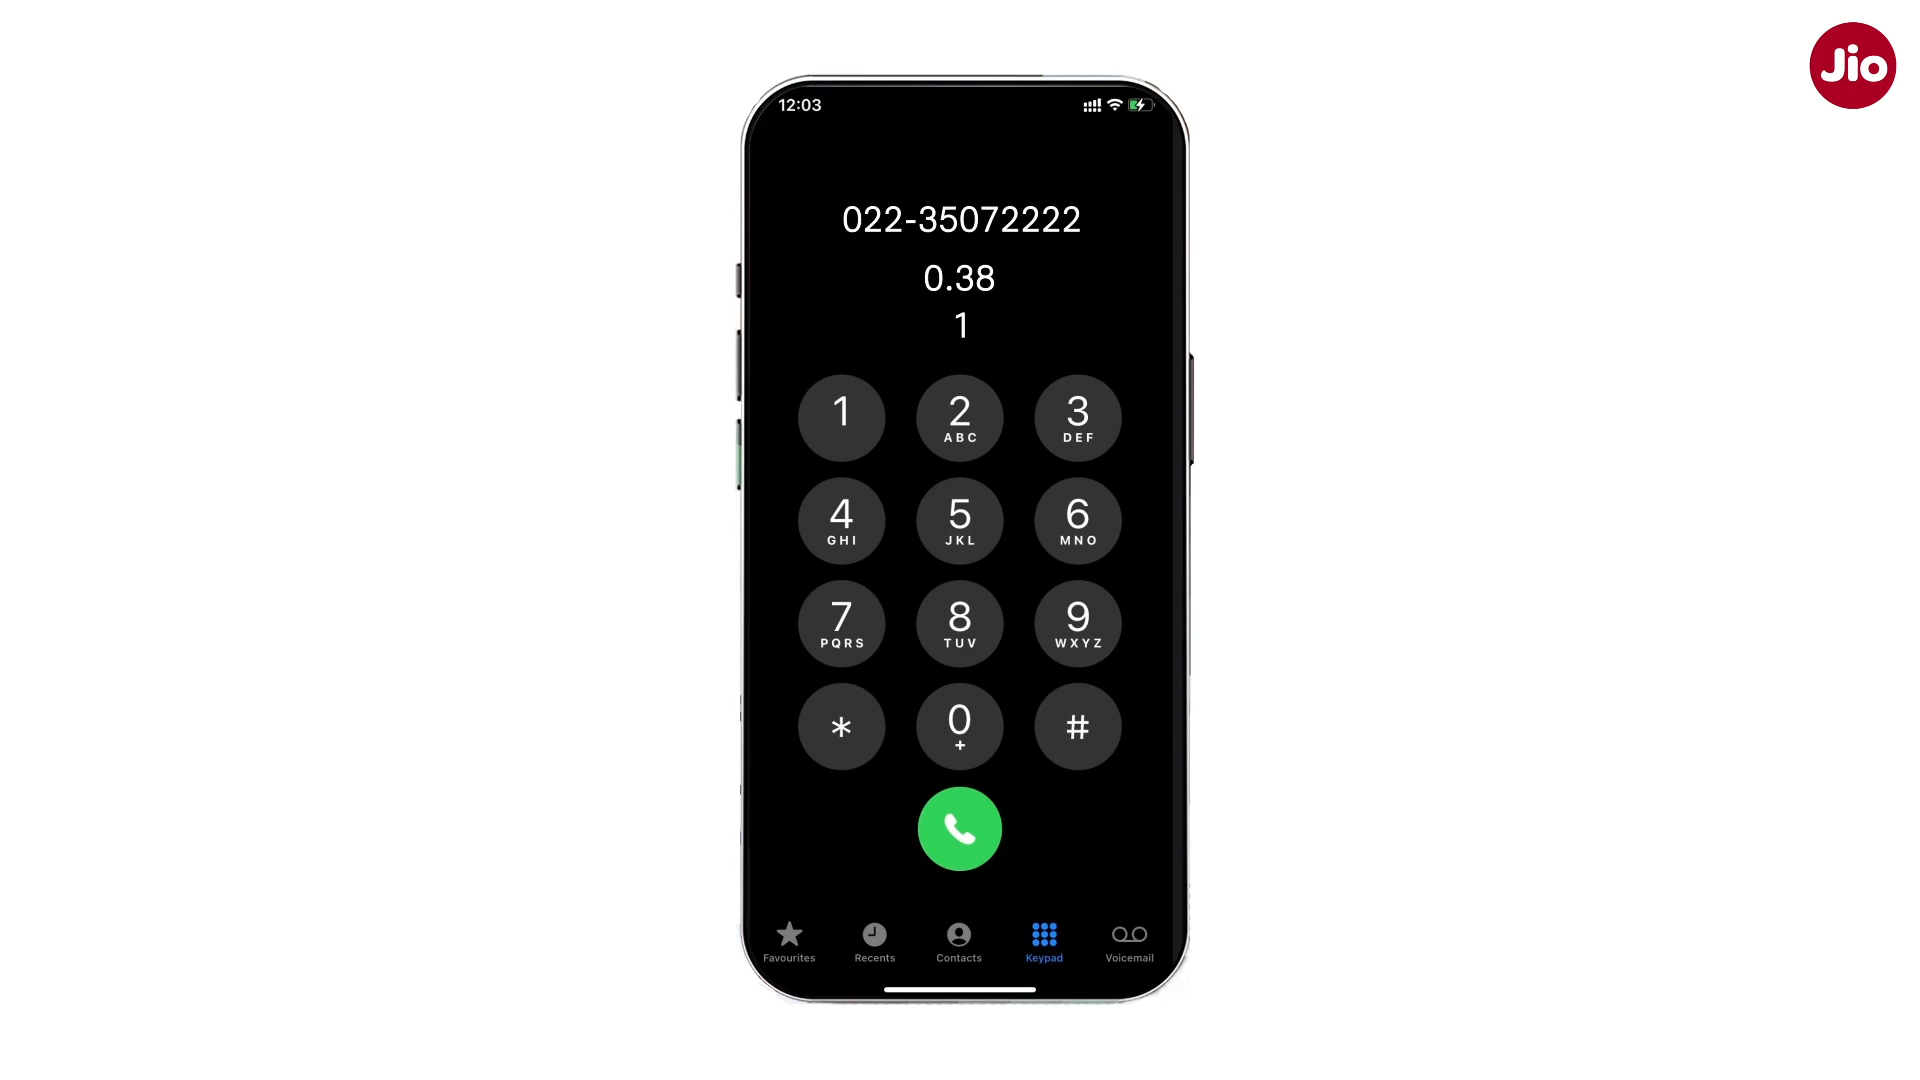 Jio
12:03
022-35072222
0.38
1
1 2 3
ABC DEF
4 5 6
GHI JKL MNO
7 8 9
PQRS TUV WXYZ
* 0 #
+
Favourites Recents Contacts Keypad Voicemail